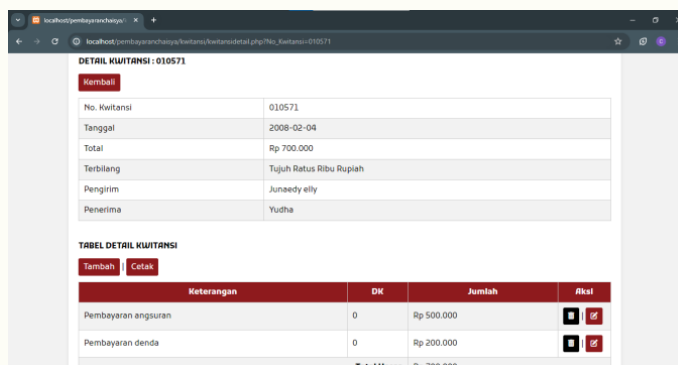 localhost/pembayaranchaisya/k
localhost/pembayaranchaisya/kwitansi/kwitansidetail.php?No_Kwitansi=010571
DETAIL KWITANSI : 010571
Kembali
No. Kwitansi 010571
Tanggal 2008-02-04
Total Rp 700.000
Terbilang Tujuh Ratus Ribu Rupiah
Pengirim Junaedy elly
Penerima Yudha
TABEL DETAIL KWITANSI
Tambah | Cetak
Keterangan DK Jumlah Aksi
Pembayaran angsuran 0 Rp 500.000 |
Pembayaran denda 0 Rp 200.000 |